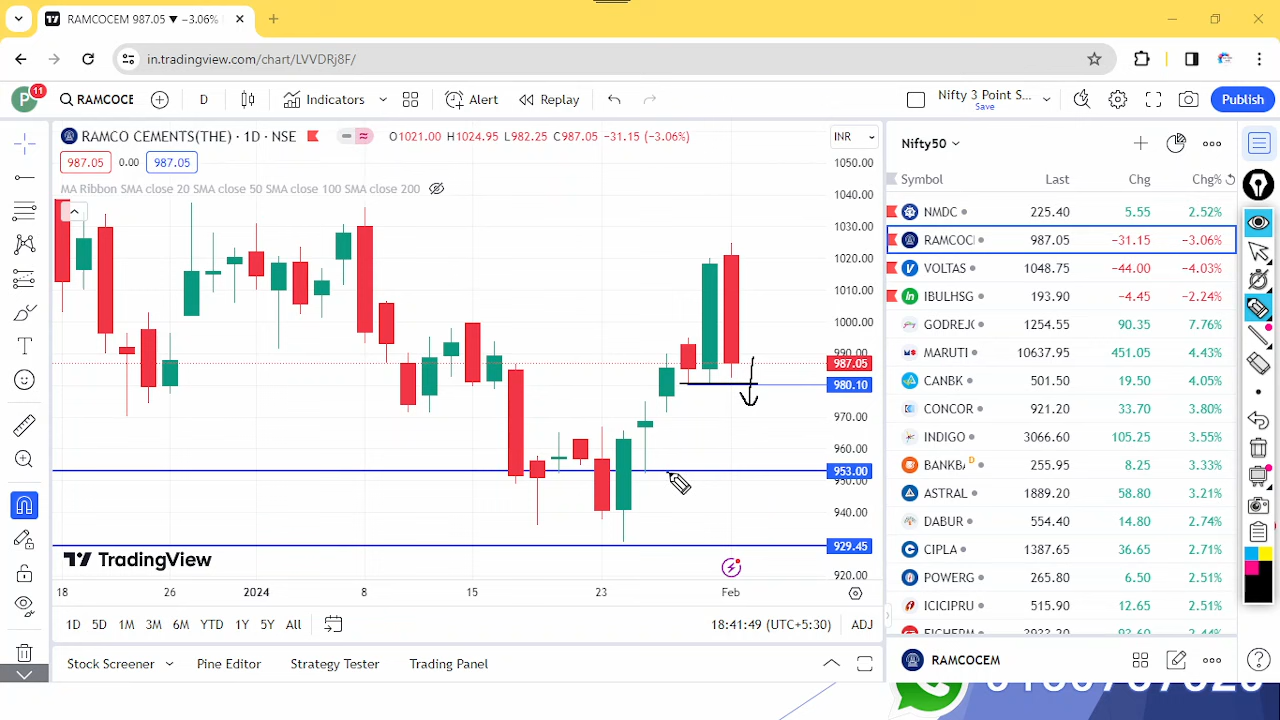 RAMCOCEM 987.05 ▼ −3.06%
in.tradingview.com/chart/LVVDRj8F/
P 11 RAMCOCE D Indicators Alert Replay Nifty 3 Point S... Save Publish
RAMCO CEMENTS(THE) · 1D · NSE O1021.00 H1024.95 L982.25 C987.05 −31.15 (−3.06%) INR
987.05 0.00 987.05
MA Ribbon SMA close 20 SMA close 50 SMA close 100 SMA close 200
1050.00
1040.00
1030.00
1020.00
1010.00
1000.00
990.00
987.05
980.10
970.00
960.00
953.00
950.00
940.00
929.45
920.00
TradingView
18 26 2024 8 15 23 Feb
1D 5D 1M 3M 6M YTD 1Y 5Y All 18:41:49 (UTC+5:30) ADJ
Stock Screener Pine Editor Strategy Tester Trading Panel
Nifty50
Symbol Last Chg Chg%
NMDC 225.40 5.55 2.52%
RAMCOC 987.05 −31.15 −3.06%
VOLTAS 1048.75 −44.00 −4.03%
IBULHSG 193.90 −4.45 −2.24%
GODREJ 1254.55 90.35 7.76%
MARUTI 10637.95 451.05 4.43%
CANBK 501.50 19.50 4.05%
CONCOR 921.20 33.70 3.80%
INDIGO 3066.60 105.25 3.55%
BANKB D 255.95 8.25 3.33%
ASTRAL 1889.20 58.80 3.21%
DABUR 554.40 14.80 2.74%
CIPLA 1387.65 36.65 2.71%
POWERG 265.80 6.50 2.51%
ICICIPRU 515.90 12.65 2.51%
RAMCOCEM